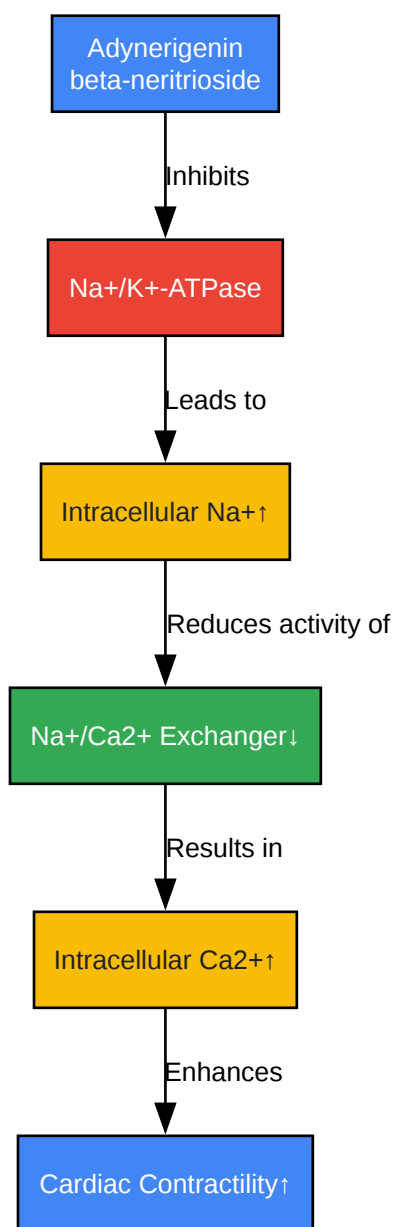 Adynerigenin
beta-neritrioside
Inhibits
Na+/K+-ATPase
Leads to
Intracellular Na+↑
Reduces activity of
Na+/Ca2+ Exchanger↓
Results in
Intracellular Ca2+↑
Enhances
Cardiac Contractility↑